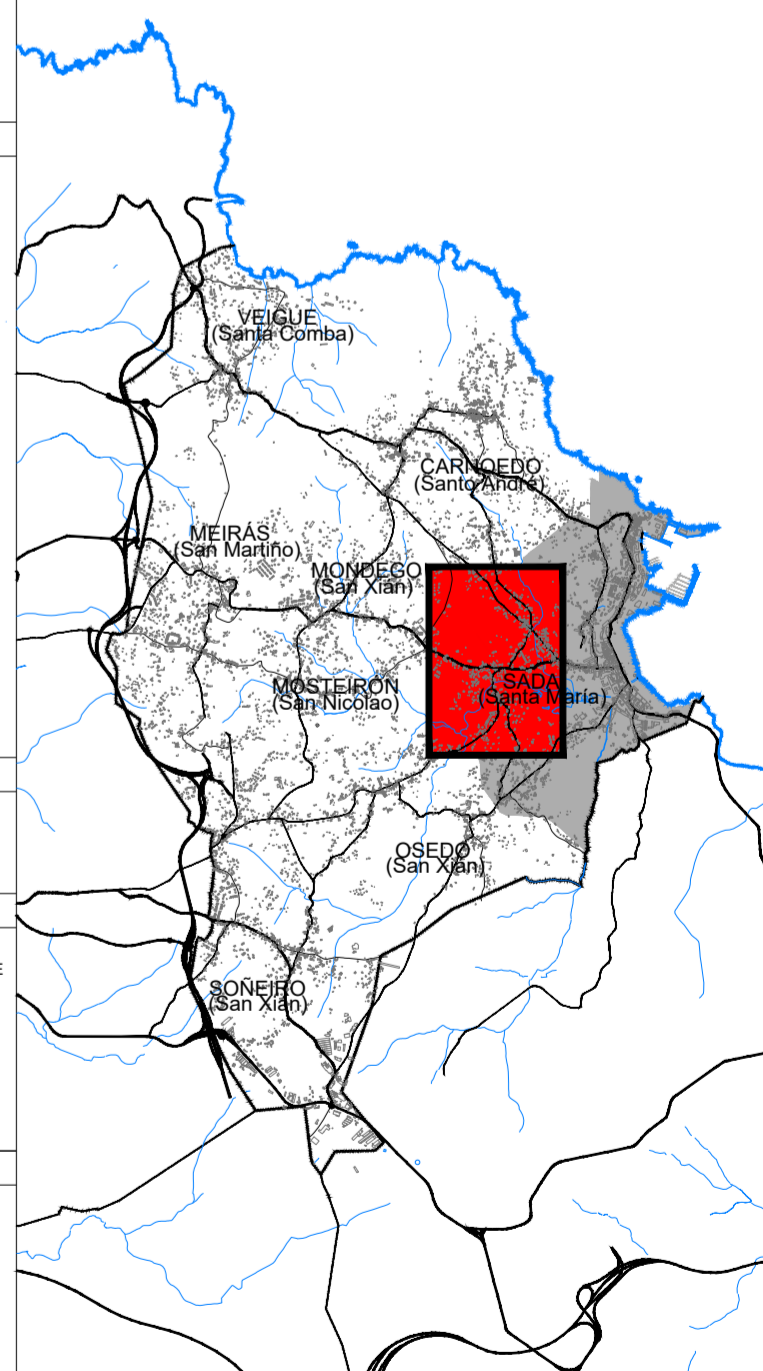 VEIGUE
(Santa Comba)
CARNOEDO
(Santo André)
MEIRÁS
(San Martiño)
MONDEGO
(San Xián)
SADA
(Santa María)
MOSTEIRÓN
(San Nicolao)
OSEDO
(San Xián)
E
SOÑEIRO
(San Xián)